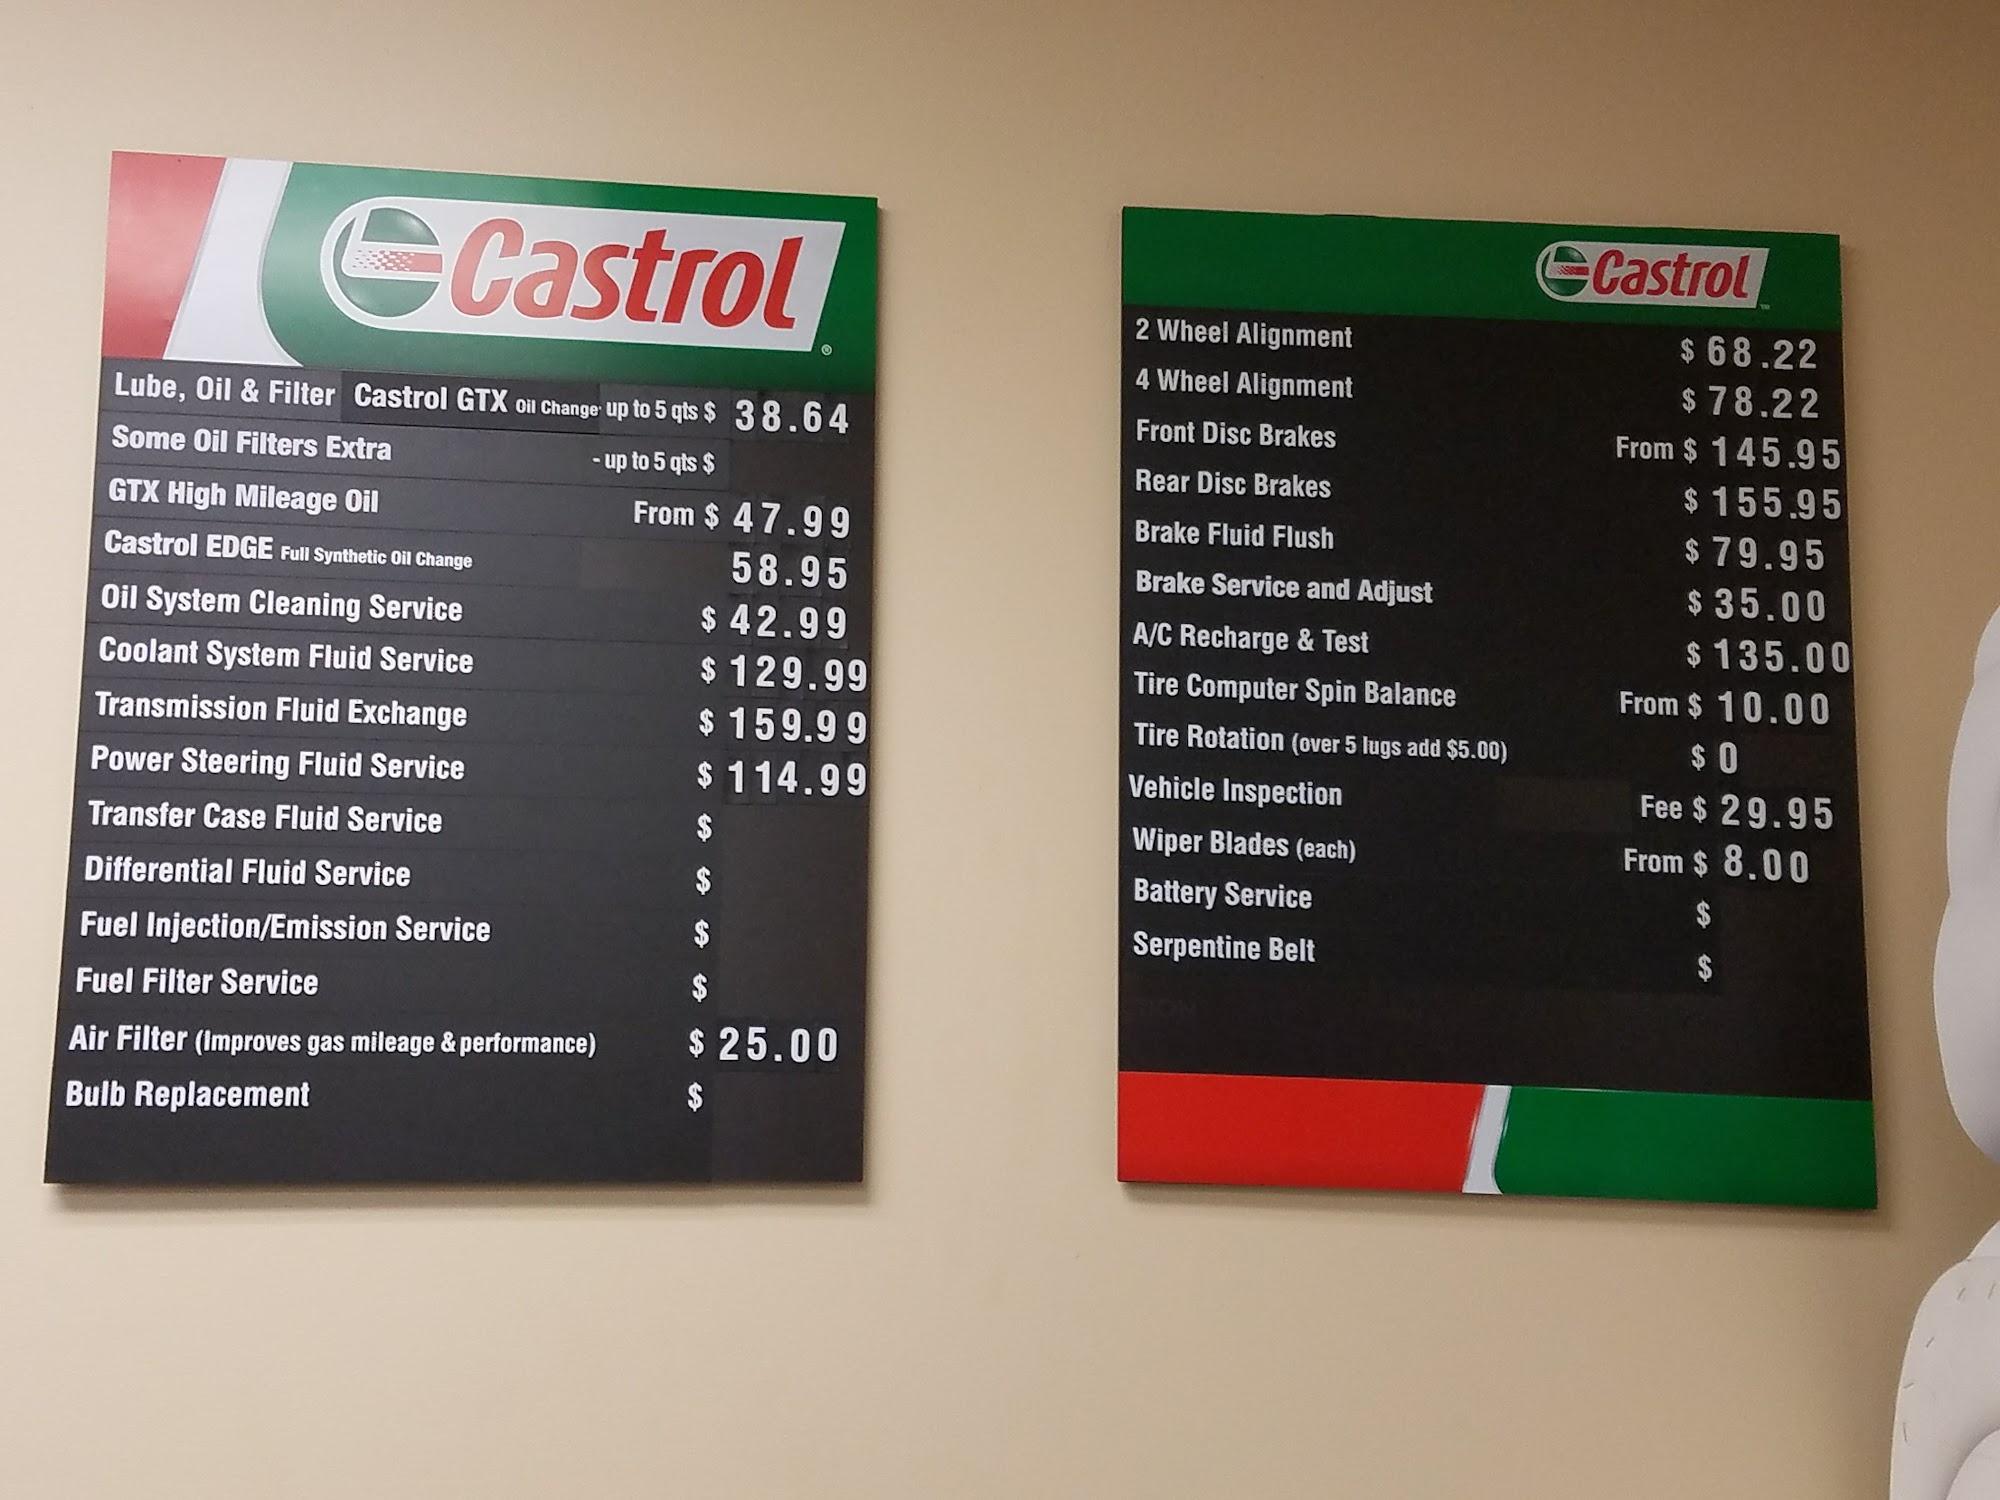 Castrol
Lube, Oil & Filter Castrol GTX Oil Change up to 5 qts $ 38.64
Some Oil Filters Extra - up to 5 qts $
GTX High Mileage Oil From $ 47.99
Castrol EDGE Full Synthetic Oil Change 58.95
Oil System Cleaning Service $ 42.99
Coolant System Fluid Service $ 129.99
Transmission Fluid Exchange $ 159.99
Power Steering Fluid Service $ 114.99
Transfer Case Fluid Service $
Differential Fluid Service $
Fuel Injection/Emission Service $
Fuel Filter Service $
Air Filter (Improves gas mileage & performance) $ 25.00
Bulb Replacement $
Castrol
2 Wheel Alignment $ 68.22
4 Wheel Alignment $ 78.22
Front Disc Brakes From $ 145.95
Rear Disc Brakes $ 155.95
Brake Fluid Flush $ 79.95
Brake Service and Adjust $ 35.00
A/C Recharge & Test $ 135.00
Tire Computer Spin Balance From $ 10.00
Tire Rotation (over 5 lugs add $5.00) $ 0
Vehicle Inspection Fee $ 29.95
Wiper Blades (each) From $ 8.00
Battery Service $
Serpentine Belt $